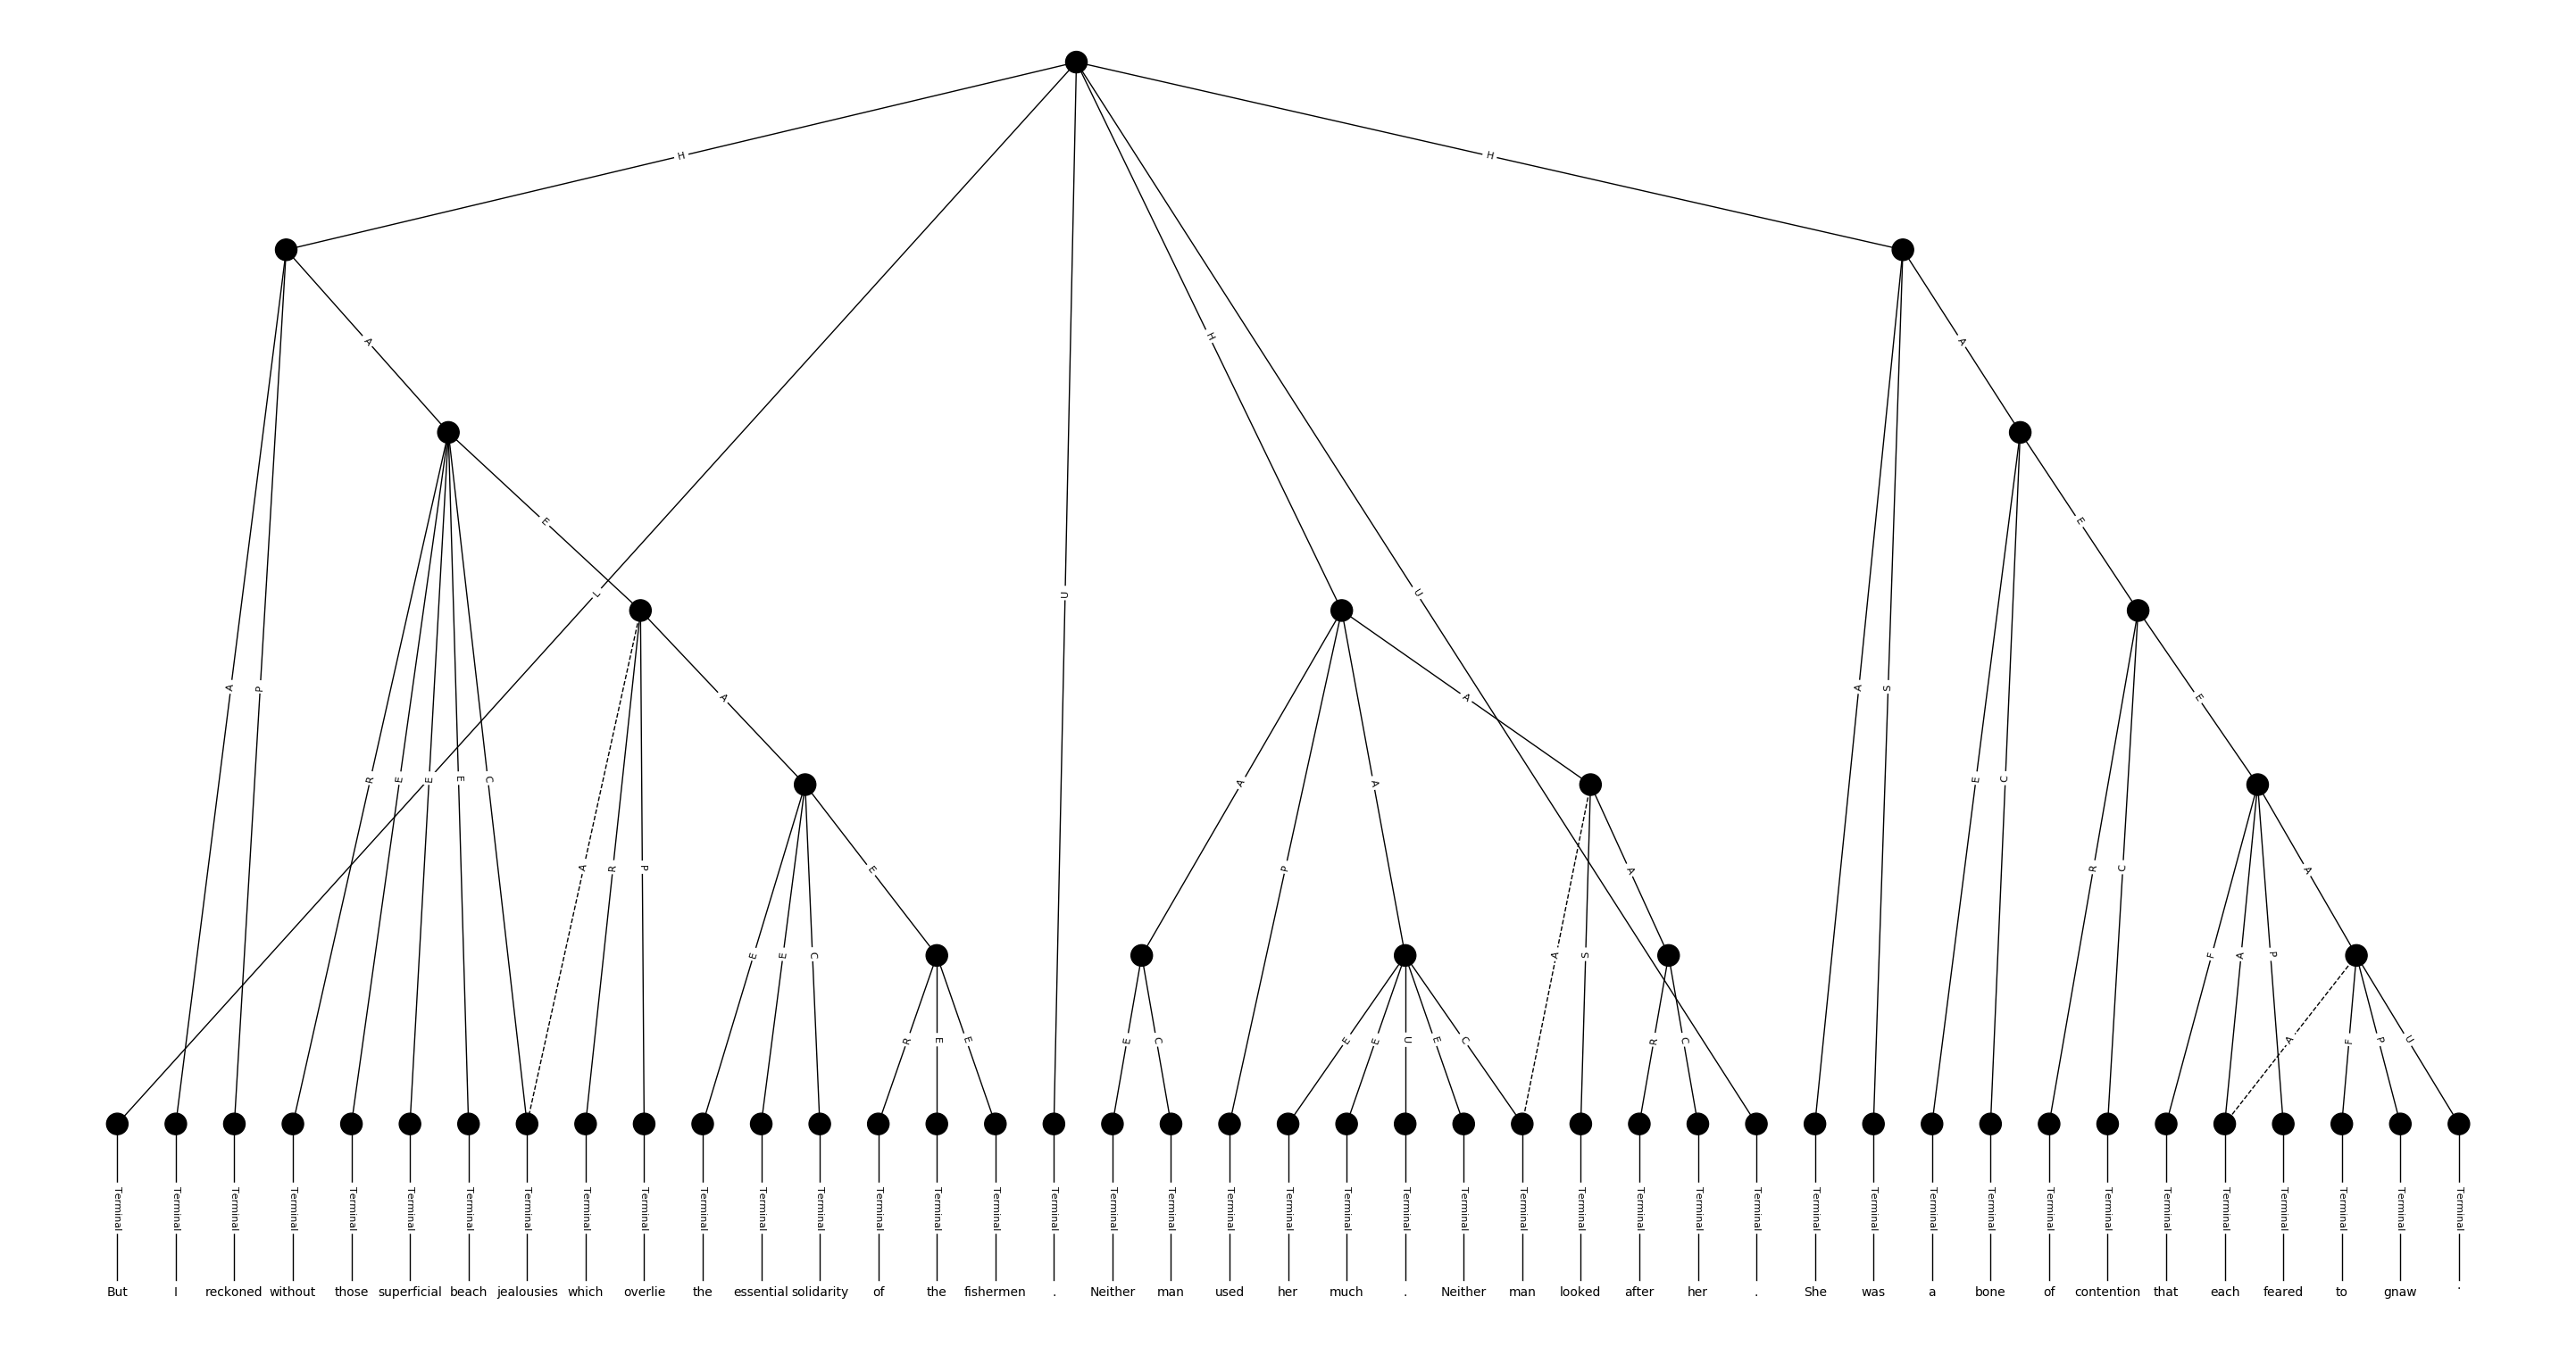 H
H
H
A
A
L
U
U
E
E
A
P
A
A
A
S
E
R
E
E
E
C
A
A
E
C
A
R
P
E
P
A
R
C
A
E
E
C
A
S
F
A
P
R
E
E
E
C
E
E
U
E
C
R
C
A
F
P
U
Terminal Terminal Terminal Terminal Terminal Terminal Terminal Terminal Terminal Terminal Terminal Terminal Terminal Terminal Terminal Terminal Terminal Terminal Terminal Terminal Terminal Terminal Terminal Terminal Terminal Terminal Terminal Terminal Terminal Terminal Terminal Terminal Terminal Terminal Terminal Terminal Terminal Terminal Terminal Terminal Terminal
But I reckoned without those superficial beach jealousies which overlie the essential solidarity of the fishermen . Neither man used her much . Neither man looked after her . She was a bone of contention that each feared to gnaw .